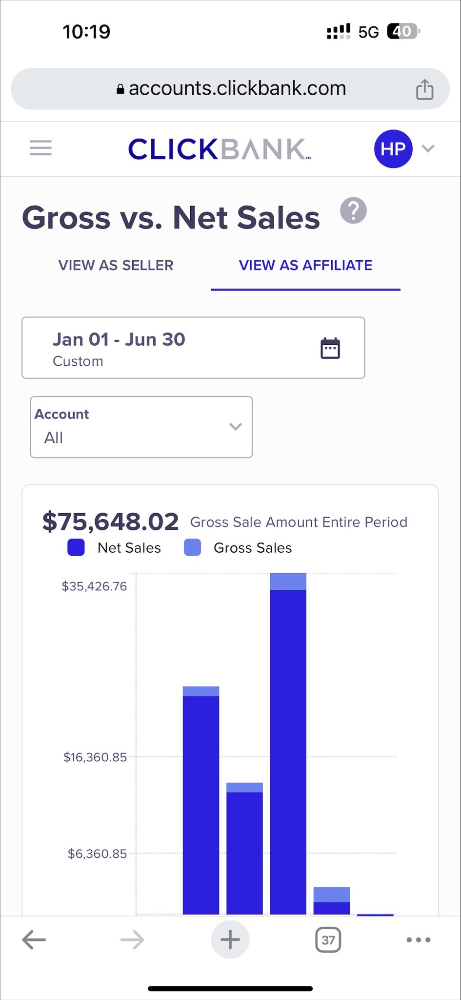 10:19 5G 40
accounts.clickbank.com
CLICKBANK™ HP
Gross vs. Net Sales ?
VIEW AS SELLER VIEW AS AFFILIATE
Jan 01 - Jun 30
Custom
Account
All
$75,648.02 Gross Sale Amount Entire Period
Net Sales Gross Sales
$35,426.76
$16,360.85
$6,360.85
37